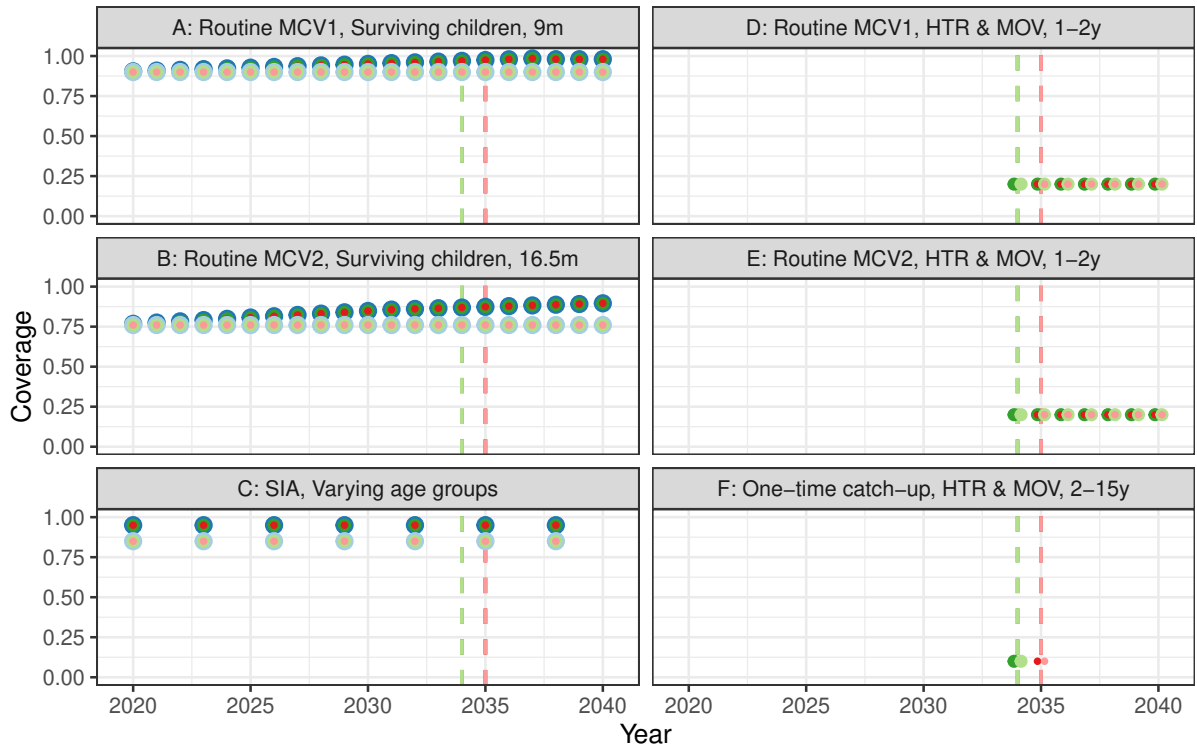 A: Routine MCV1, Surviving children, 9m
D: Routine MCV1, HTR & MOV, 1−2y
1.00
0.75
0.50
0.25
0.00
B: Routine MCV2, Surviving children, 16.5m
E: Routine MCV2, HTR & MOV, 1−2y
1.00
0.75
0.50
0.25
0.00
Coverage
C: SIA, Varying age groups
F: One−time catch−up, HTR & MOV, 2−15y
1.00
0.75
0.50
0.25
0.00
2020 2025 2030 2035 2040
2020 2025 2030 2035 2040
Year